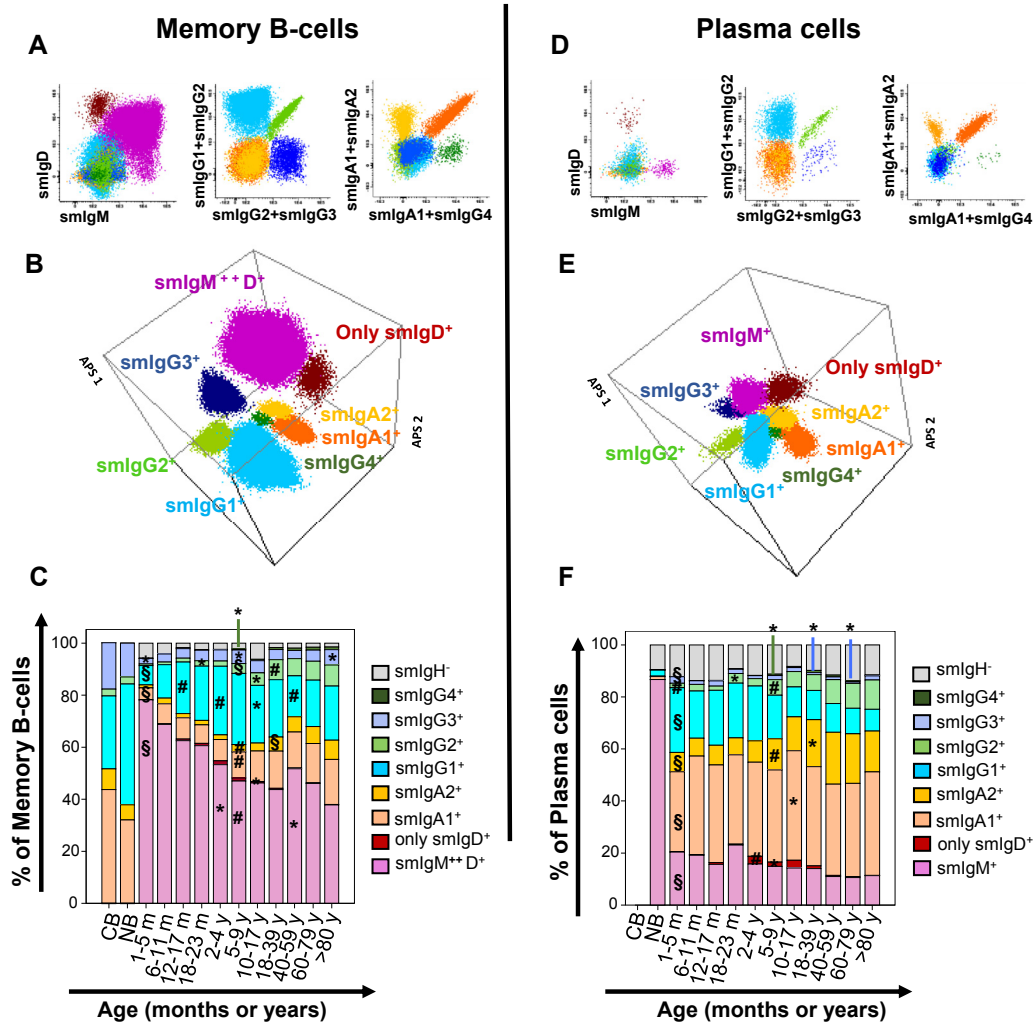 Memory B-cells
Plasma cells
A
smIgD
smIgM
smIgG1+smIgG2
smIgG2+smIgG3
smIgA1+smIgA2
smIgA1+smIgG4
D
smIgD
smIgM
smIgG1+smIgG2
smIgG2+smIgG3
smIgA1+smIgA2
smIgA1+smIgG4
B
smIgM⁺⁺D⁺
Only smIgD⁺
smIgG3⁺
APS 1
smIgA2⁺
smIgA1⁺
APS 2
smIgG4⁺
smIgG2⁺
smIgG1⁺
E
smIgM⁺
Only smIgD⁺
smIgG3⁺
APS 1
smIgA2⁺
APS 2
smIgA1⁺
smIgG2⁺
smIgG4⁺
smIgG1⁺
C
% of Memory B-cells
100
80
60
40
20
0
* * § § § # * # * # * § # # # * * * # § # * *
CB
NB
1-5 m
6-11 m
12-17 m
18-23 m
2-4 y
5-9 y
10-17 y
18-39 y
40-59 y
60-79 y
>80 y
Age (months or years)
smIgH⁻
smIgG4⁺
smIgG3⁺
smIgG2⁺
smIgG1⁺
smIgA2⁺
smIgA1⁺
only smIgD⁺
smIgM⁺⁺ D⁺
F
% of Plasma cells
100
80
60
40
20
0
* * * § § # § § § § * # # # * * *
CB
NB
1-5 m
6-11 m
12-17 m
18-23 m
2-4 y
5-9 y
10-17 y
18-39 y
40-59 y
60-79 y
>80 y
Age (months or years)
smIgH⁻
smIgG4⁺
smIgG3⁺
smIgG2⁺
smIgG1⁺
smIgA2⁺
smIgA1⁺
only smIgD⁺
smIgM⁺